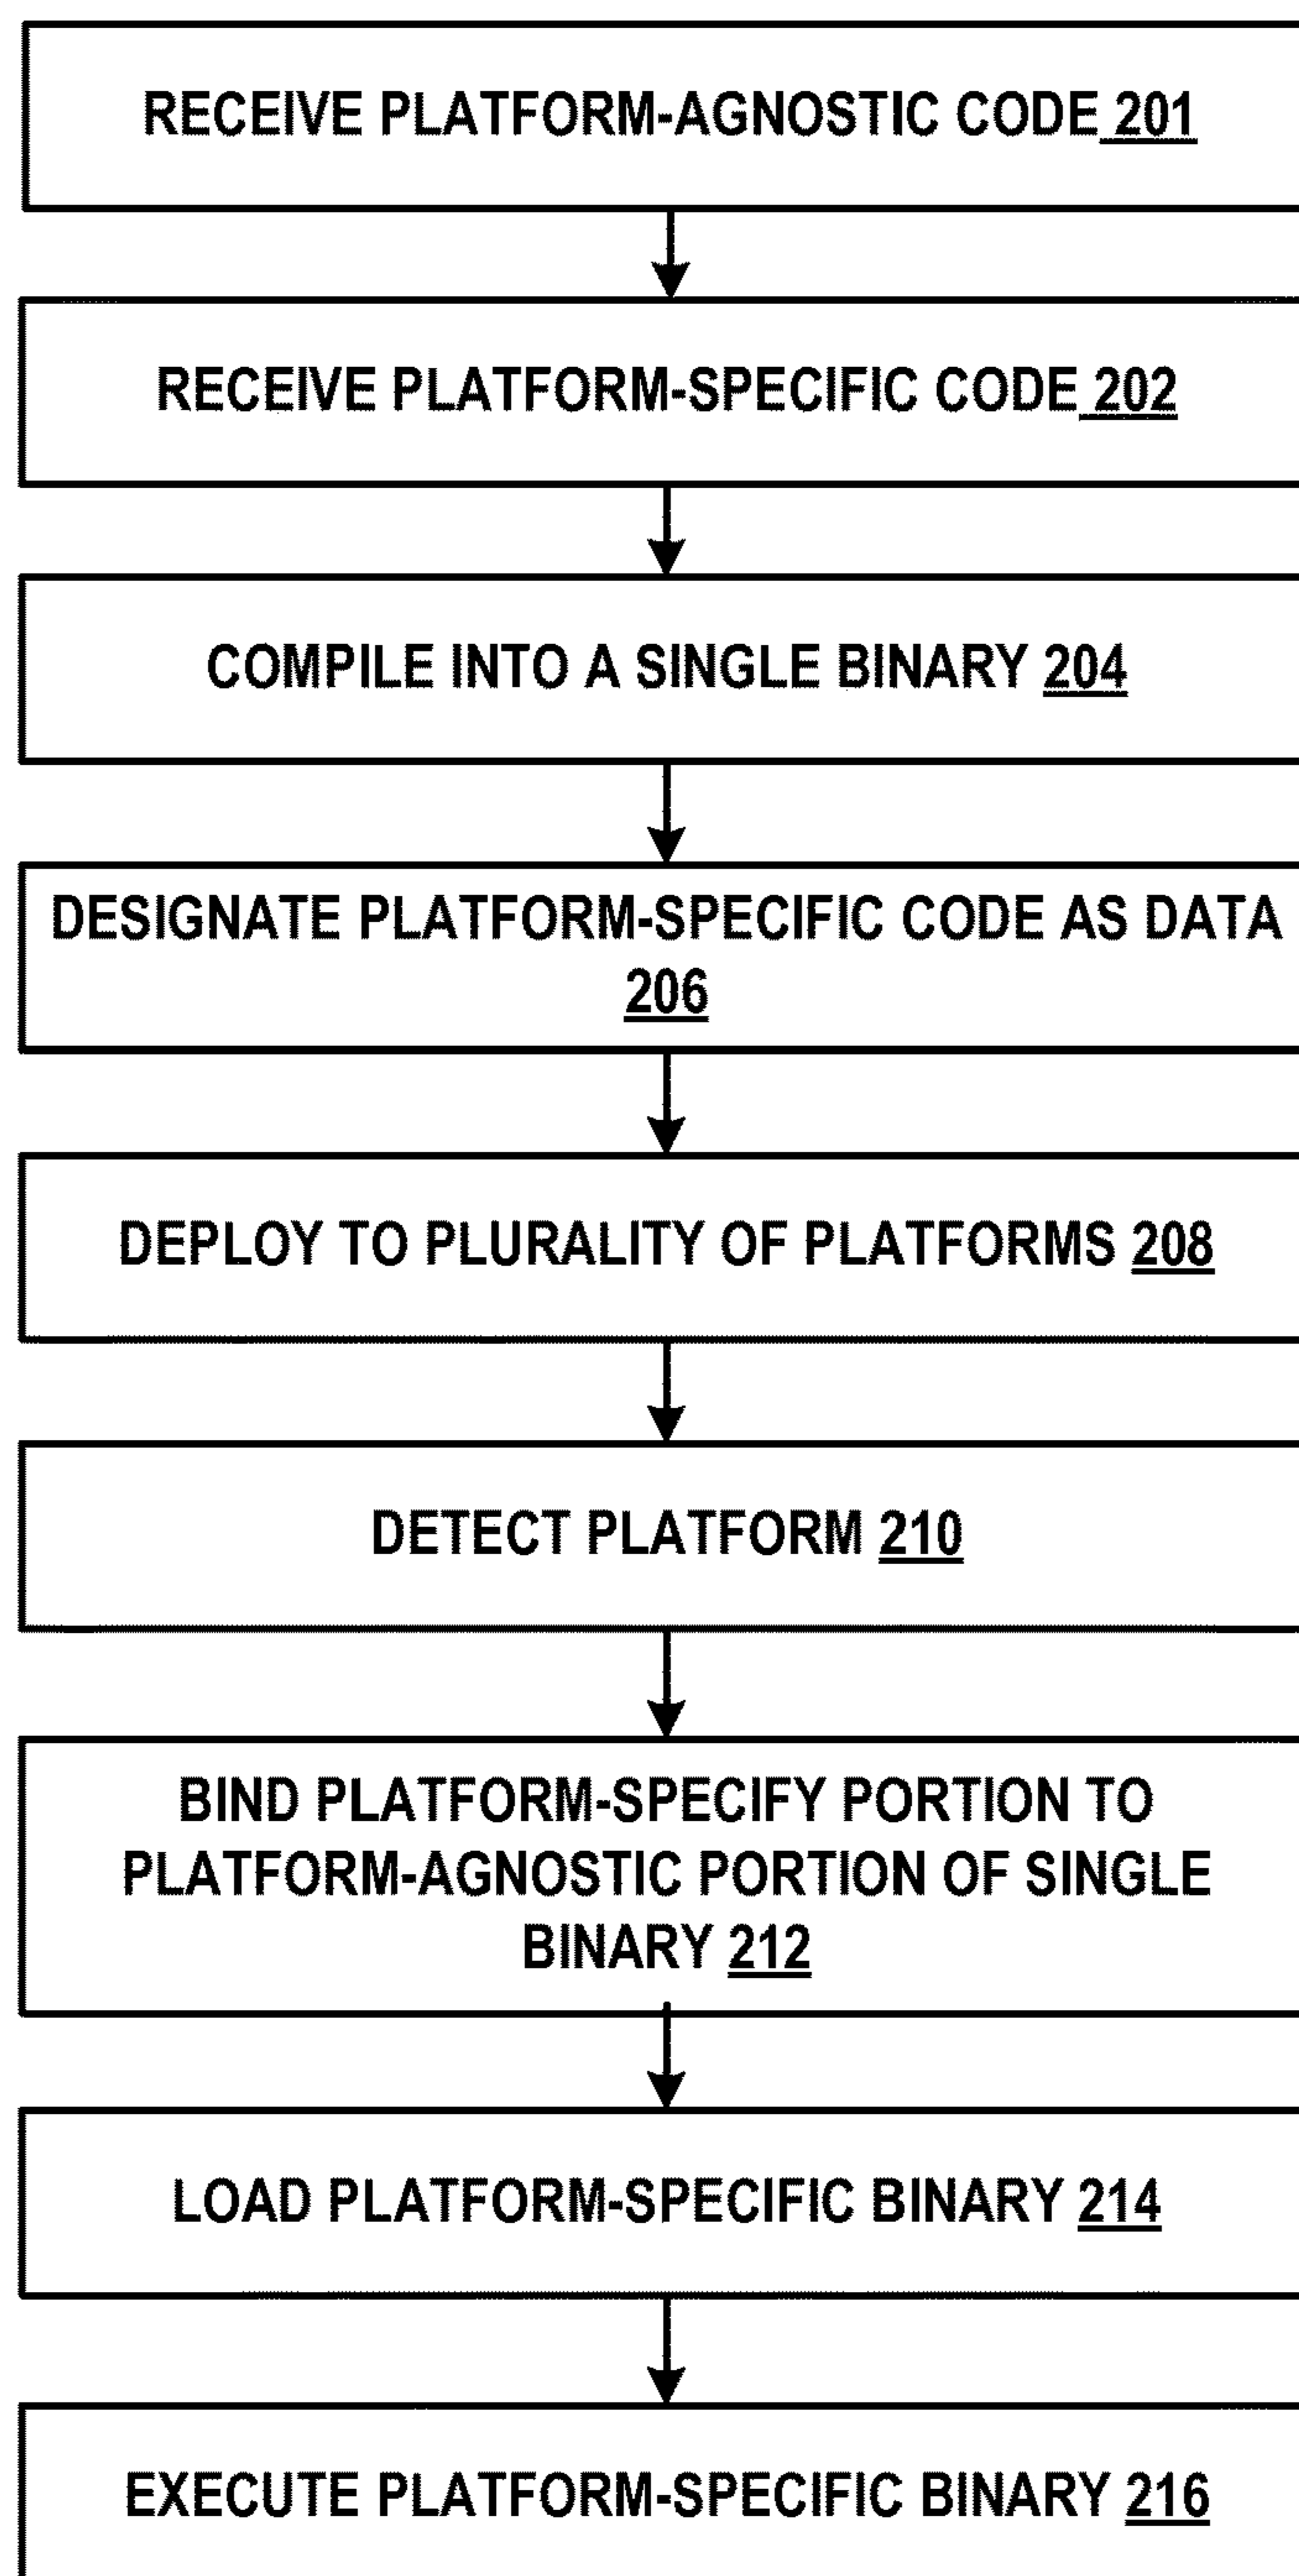 RECEIVE PLATFORM-AGNOSTIC CODE 201
RECEIVE PLATFORM-SPECIFIC CODE 202
COMPILE INTO A SINGLE BINARY 204
DESIGNATE PLATFORM-SPECIFIC CODE AS DATA
206
DEPLOY TO PLURALITY OF PLATFORMS 208
DETECT PLATFORM 210
BIND PLATFORM-SPECIFY PORTION TO
PLATFORM-AGNOSTIC PORTION OF SINGLE
BINARY 212
LOAD PLATFORM-SPECIFIC BINARY 214
EXECUTE PLATFORM-SPECIFIC BINARY 216